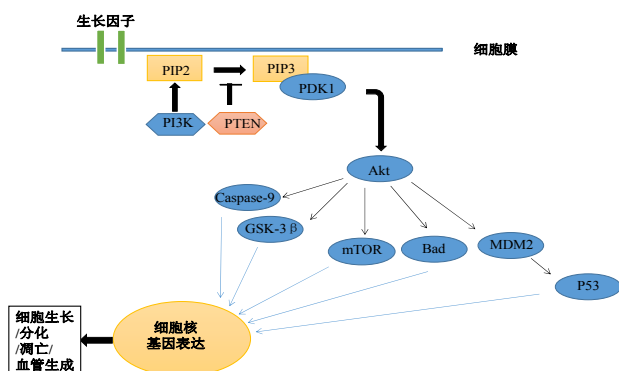 生长因子
细胞膜
PIP2
PIP3
PDK1
PI3K
PTEN
Akt
Caspase-9
GSK-3β
mTOR
Bad
MDM2
P53
细胞核
基因表达
细胞生长
/分化
/凋亡/
血管生成